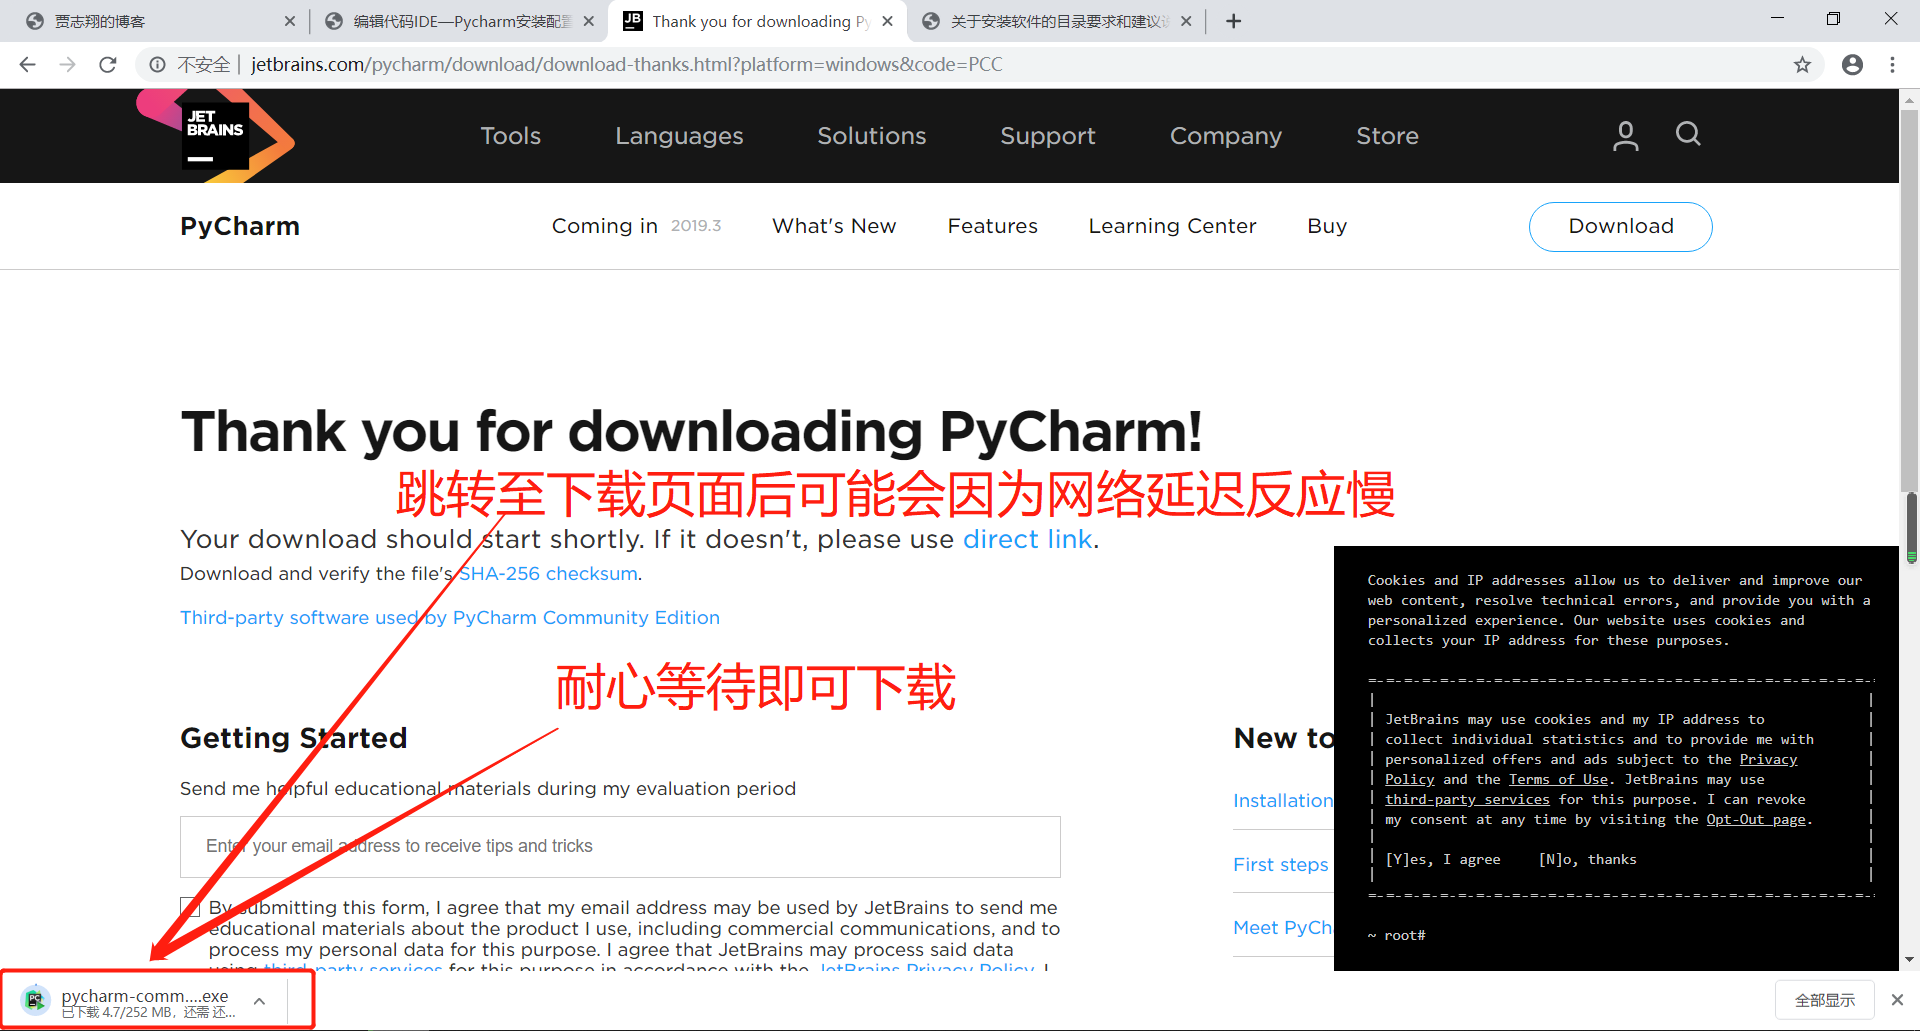 贾志翔的博客
编辑代码IDE—Pycharm安装配置
Thank you for downloading Py
关于安装软件的目录要求和建议
不安全 | jetbrains.com/pycharm/download/download-thanks.html?platform=windows&code=PCC
JET
BRAINS
Tools Languages Solutions Support Company Store
PyCharm Coming in 2019.3 What's New Features Learning Center Buy Download
Thank you for downloading PyCharm!
跳转至下载页面后可能会因为网络延迟反应慢
Your download should start shortly. If it doesn't, please use direct link.
Download and verify the file's SHA-256 checksum.
Third-party software used by PyCharm Community Edition
耐心等待即可下载
Getting Started
Send me helpful educational materials during my evaluation period
Enter your email address to receive tips and tricks
By submitting this form, I agree that my email address may be used by JetBrains to send me
educational materials about the product I use, including commercial communications, and to
process my personal data for this purpose. I agree that JetBrains may process said data
using third-party services for this purpose in accordance with the JetBrains Privacy Policy. I
New to
Installation
First steps
Meet PyCh
Cookies and IP addresses allow us to deliver and improve our
web content, resolve technical errors, and provide you with a
personalized experience. Our website uses cookies and
collects your IP address for these purposes.
JetBrains may use cookies and my IP address to
collect individual statistics and to provide me with
personalized offers and ads subject to the Privacy
Policy and the Terms of Use. JetBrains may use
third-party services for this purpose. I can revoke
my consent at any time by visiting the Opt-Out page.
[Y]es, I agree [N]o, thanks
~ root#
pycharm-comm....exe
已下载 4.7/252 MB，还需 还...
全部显示